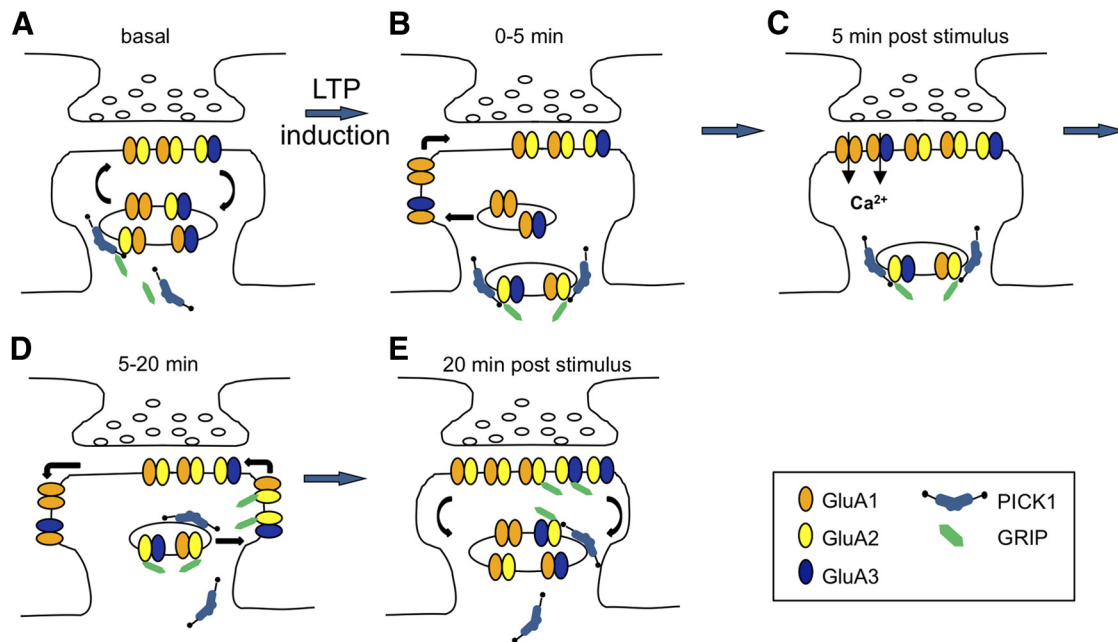 A
basal
LTP
induction
B
0-5 min
C
5 min post stimulus
Ca2+
D
5-20 min
E
20 min post stimulus
GluA1
GluA2
GluA3
PICK1
GRIP